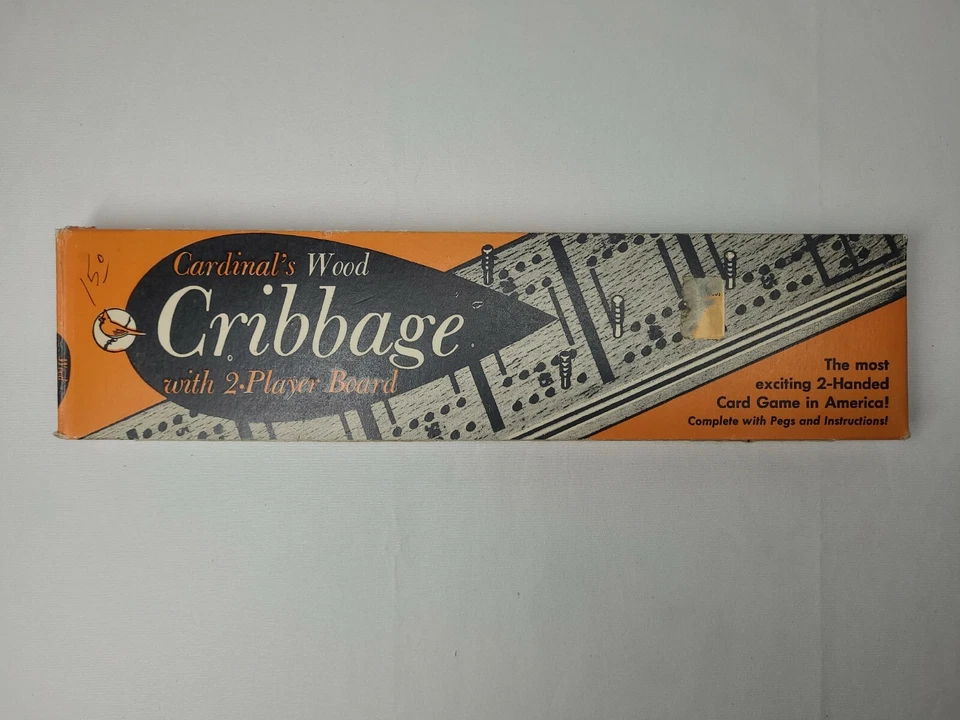 Cardinal's Wood
Cribbage
with 2-Player Board
150
The most
exciting 2-Handed
Card Game in America!
Complete with Pegs and Instructions!